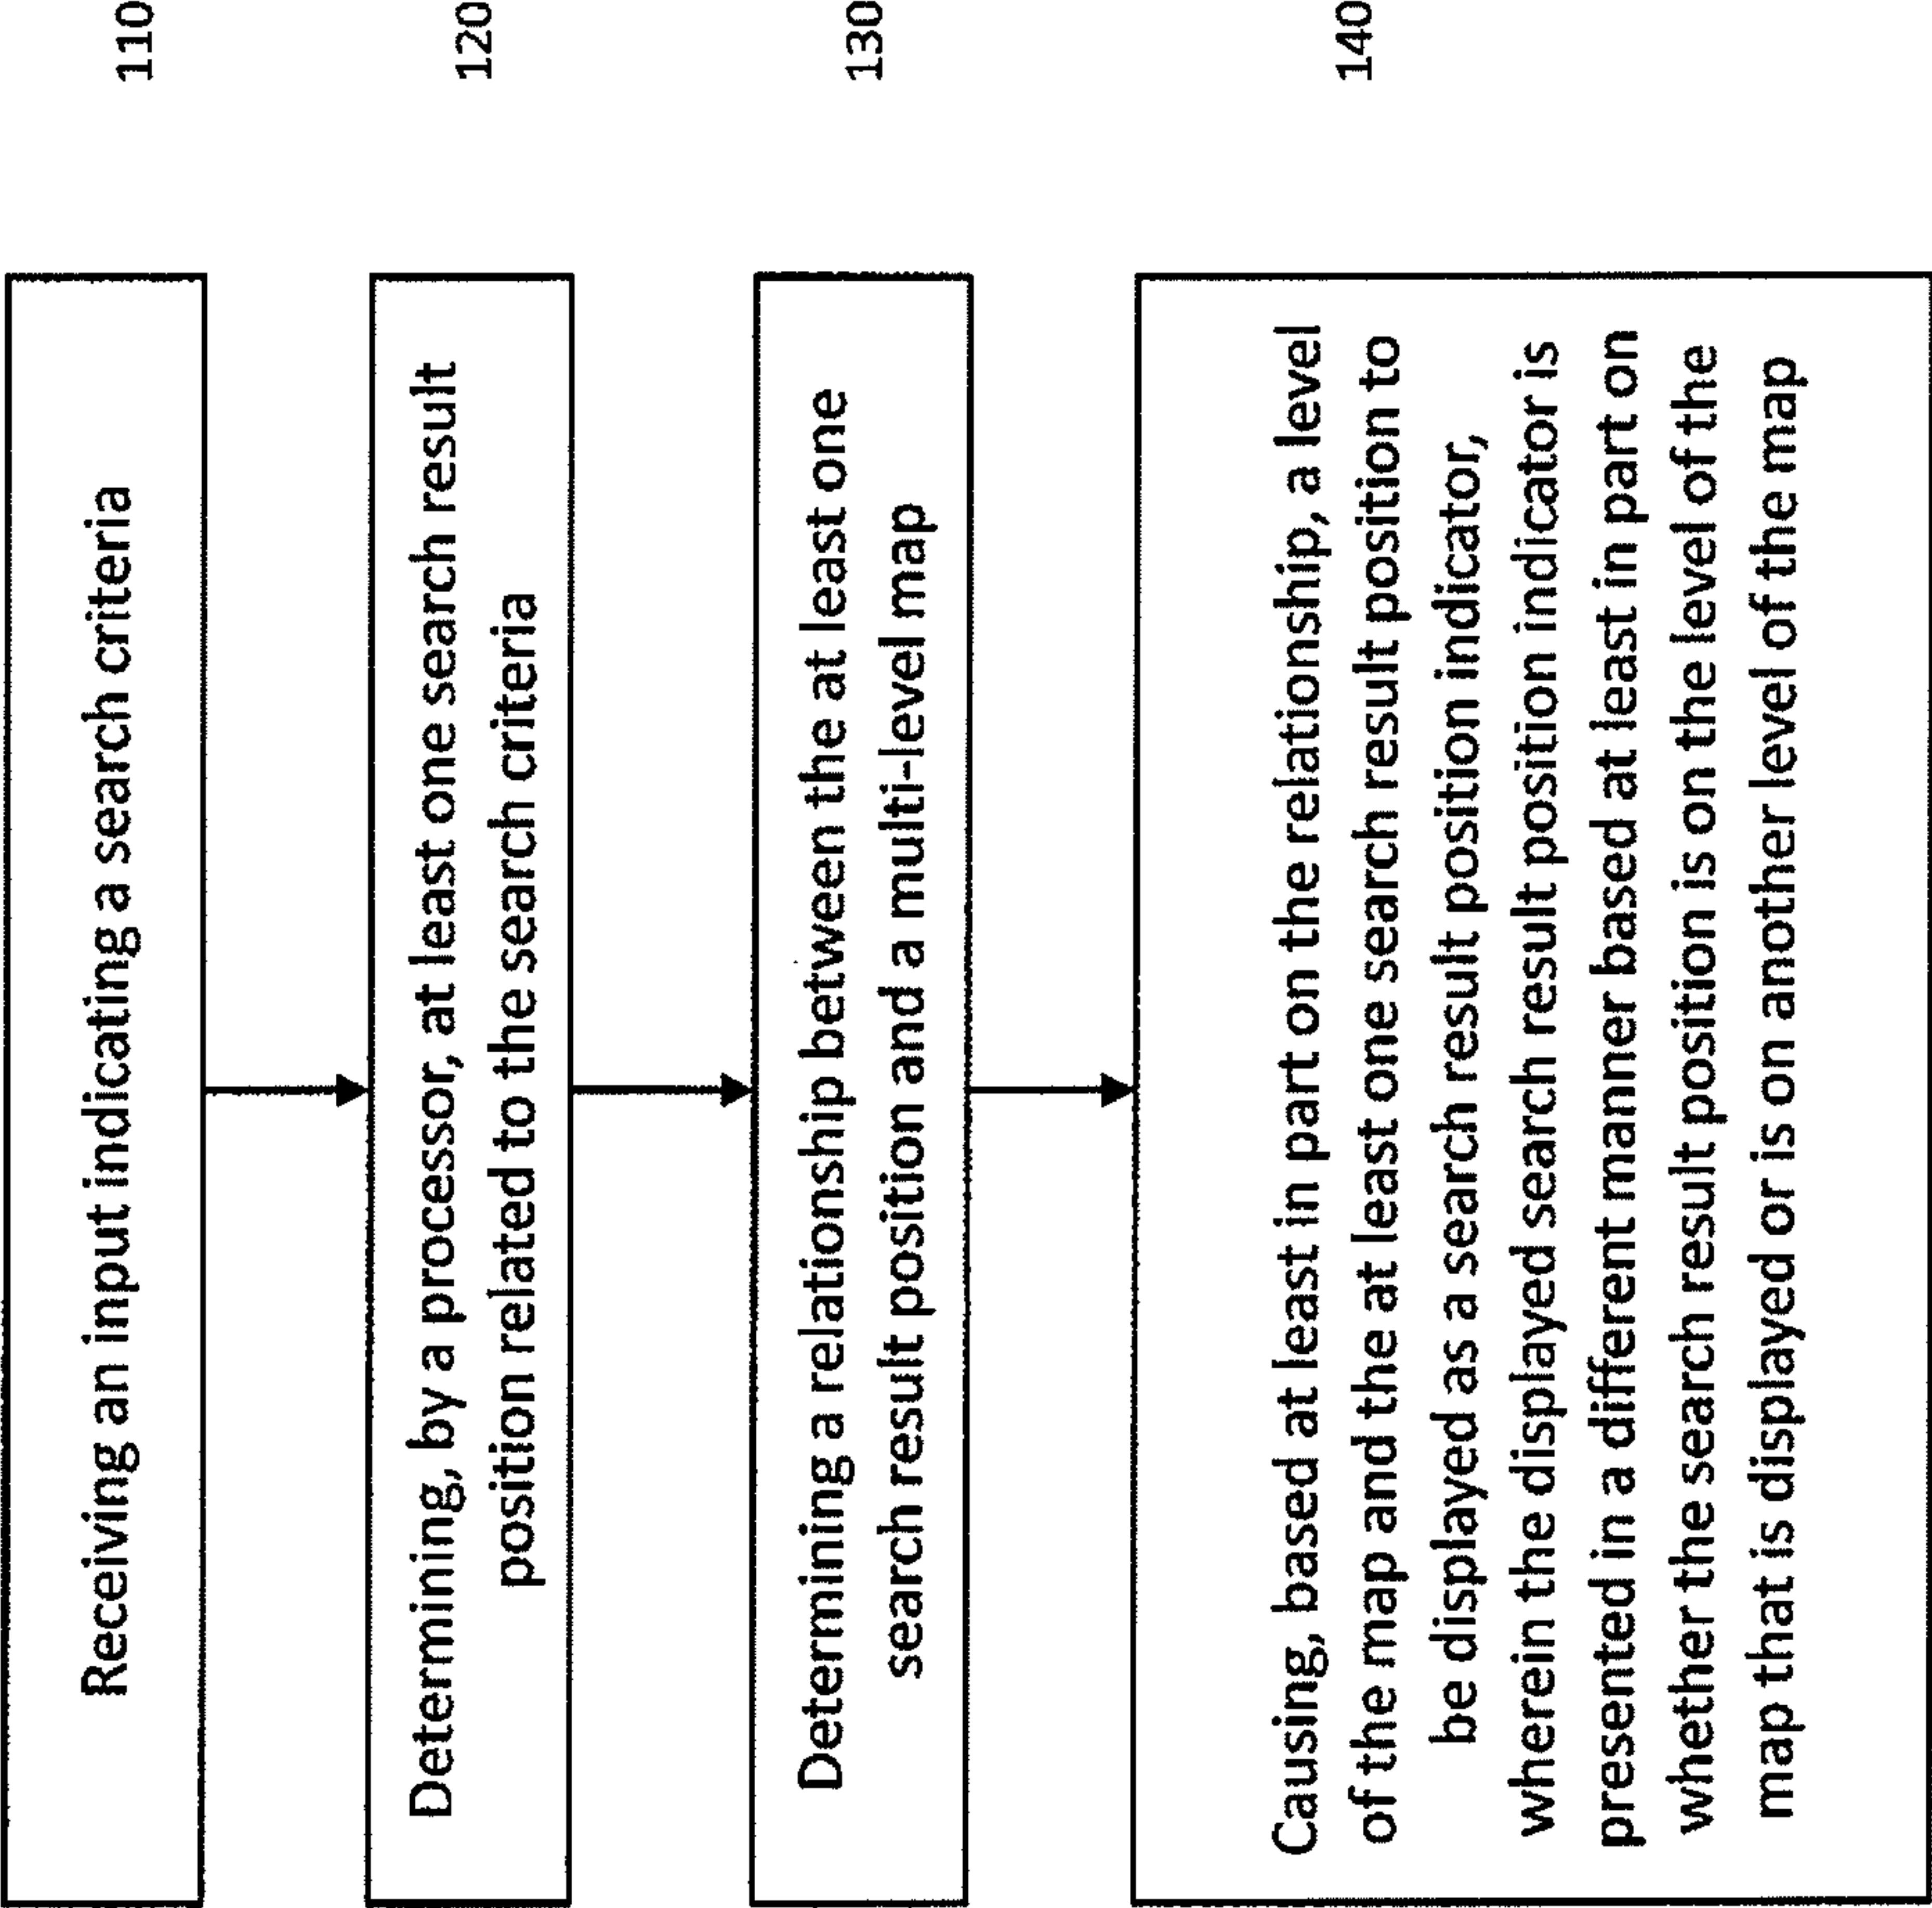 Receiving an input indicating a search criteria
110
Determining, by a processor, at least one search result
position related to the search criteria
120
Determining a relationship between the at least one
search result position and a multi-level map
130
Causing, based at least in part on the relationship, a level
of the map and the at least one search result position to
be displayed as a search result position indicator,
wherein the displayed search result position indicator is
presented in a different manner based at least in part on
whether the search result position is on the level of the
map that is displayed or is on another level of the map
140